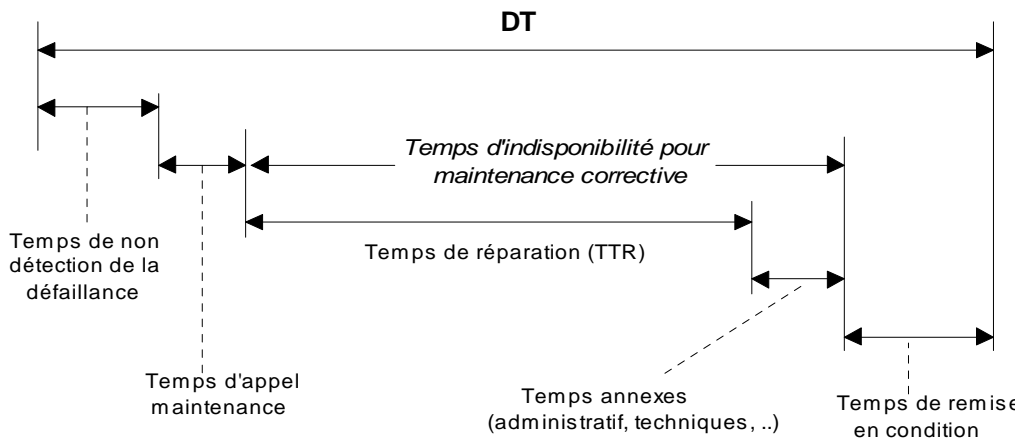 DT
Temps d'indisponibilité pour
maintenance corrective
Temps de non
détection de la
défaillance
Temps de réparation (TTR)
Temps d'appel
maintenance
Temps annexes
(administratif, techniques, ..)
Temps de remise
en condition